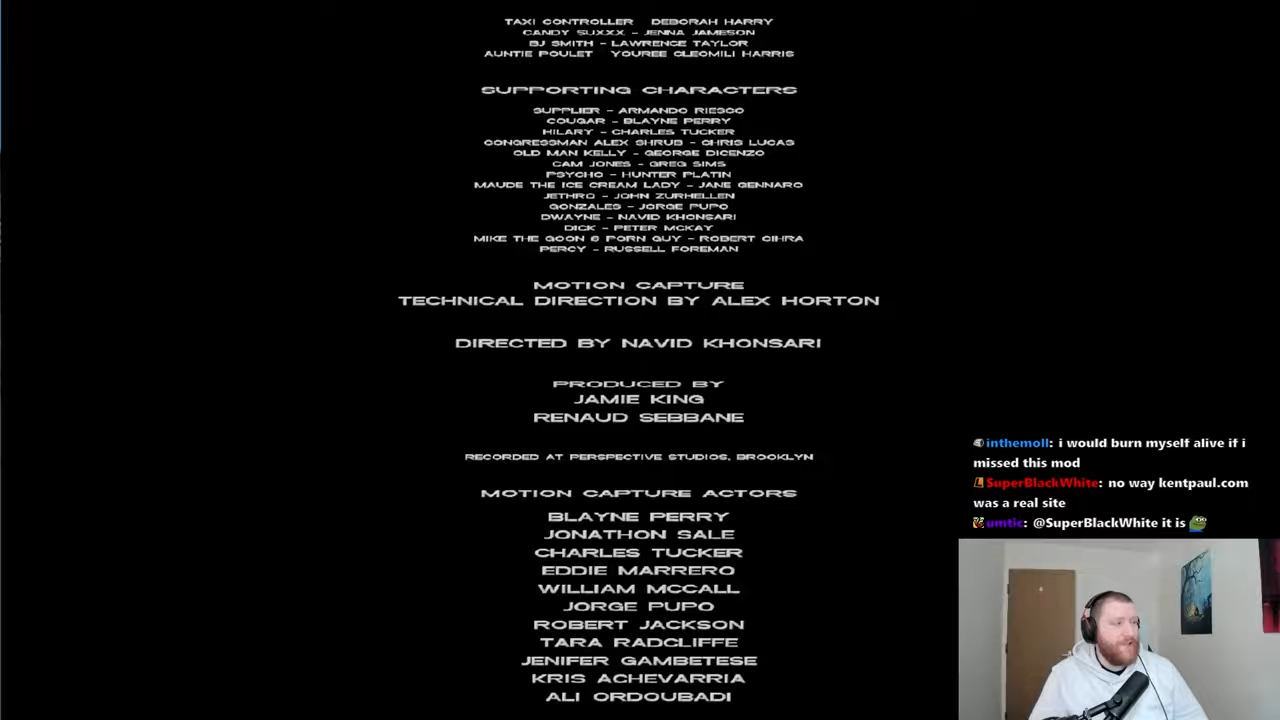 TAXI CONTROLLER DEBORAH HARRY
CANDY SUXXX - JENNA JAMESON
BJ SMITH - LAWRENCE TAYLOR
AUNTIE POULET YOUREE CLEOMILI HARRIS
SUPPORTING CHARACTERS
SUPPLIER - ARMANDO RIESCO
COUGAR - BLAYNE PERRY
HILARY - CHARLES TUCKER
CONGRESSMAN ALEX SHRUB - CHRIS LUCAS
OLD MAN KELLY - GEORGE DICENZO
CAM JONES - GREG SIMS
PSYCHO - HUNTER PLATIN
MAUDE THE ICE CREAM LADY - JANE GENNARO
JETHRO - JOHN ZURHELLEN
GONZALES - JORGE PUPO
DWAYNE - NAVID KHONSARI
DICK - PETER MCKAY
MIKE THE GOON & PORN GUY - ROBERT CIHRA
PERCY - RUSSELL FOREMAN
MOTION CAPTURE
TECHNICAL DIRECTION BY ALEX HORTON
DIRECTED BY NAVID KHONSARI
PRODUCED BY
JAMIE KING
RENAUD SEBBANE
RECORDED AT PERSPECTIVE STUDIOS, BROOKLYN
MOTION CAPTURE ACTORS
BLAYNE PERRY
JONATHON SALE
CHARLES TUCKER
EDDIE MARRERO
WILLIAM MCCALL
JORGE PUPO
ROBERT JACKSON
TARA RADCLIFFE
JENIFER GAMBETESE
KRIS ACHEVARRIA
ALI ORDOUBADI
inthemoll: i would burn myself alive if i
missed this mod
SuperBlackWhite: no way kentpaul.com
was a real site
umtic: @SuperBlackWhite it is